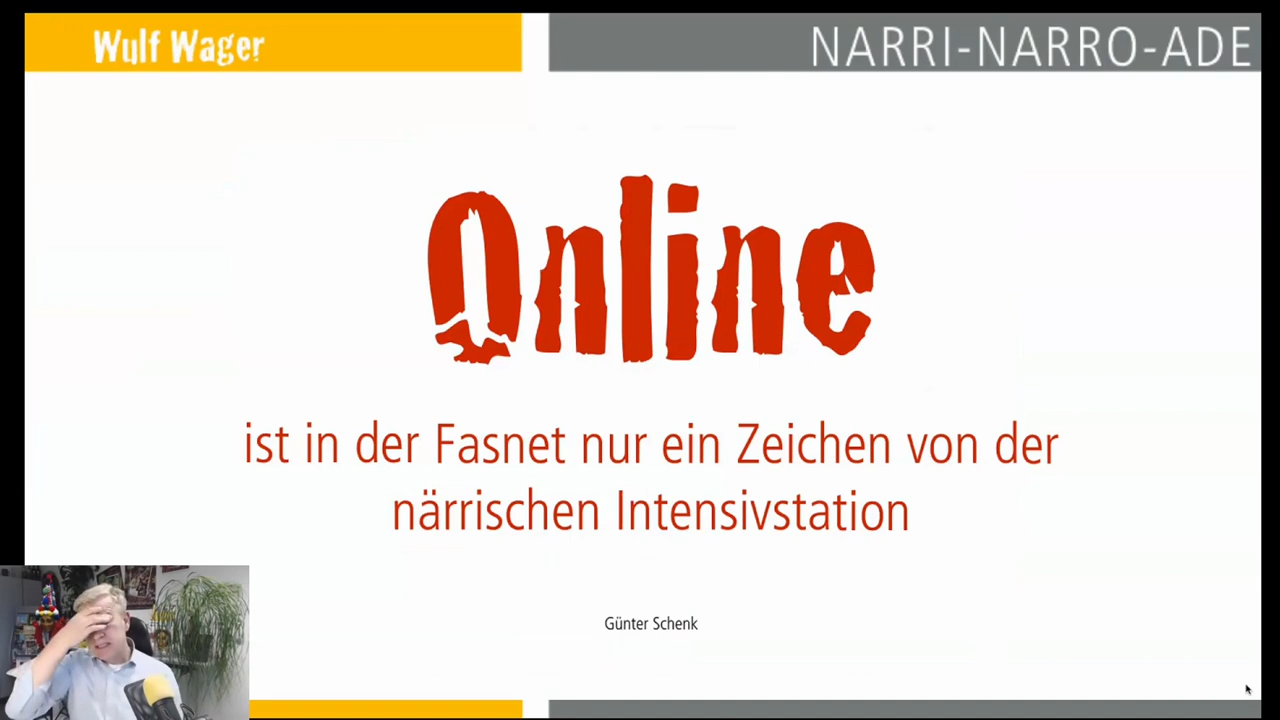 Wulf Wager
NARRI-NARRO-ADE
Online
ist in der Fasnet nur ein Zeichen von der
närrischen Intensivstation
Günter Schenk